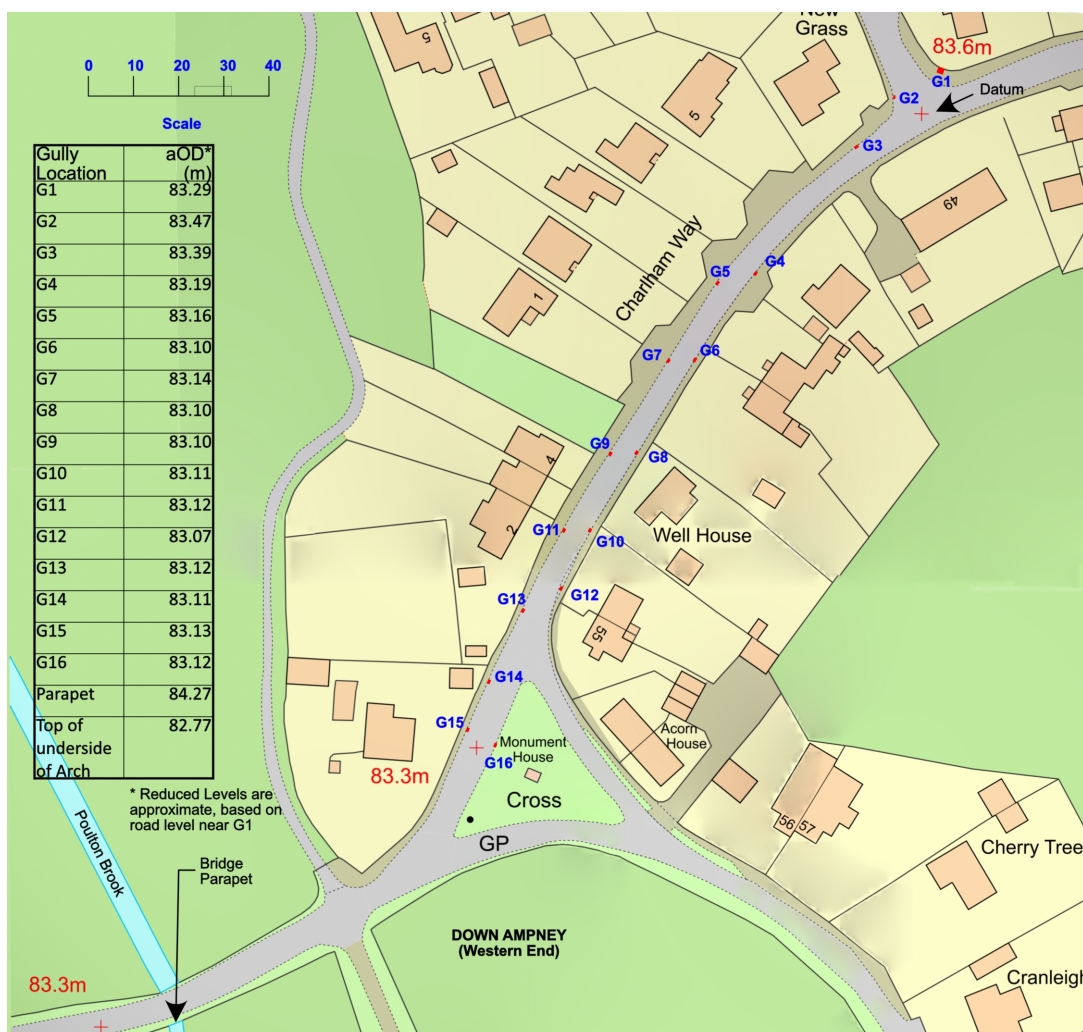 New
Grass
83.6m
G1
Datum
G2
G3
5
5
0 10 20 30 40
Scale
Gully Location aOD* (m)
G1 83.29
G2 83.47
G3 83.39
G4 83.19
G5 83.16
G6 83.10
G7 83.14
G8 83.10
G9 83.10
G10 83.11
G11 83.12
G12 83.07
G13 83.12
G14 83.11
G15 83.13
G16 83.12
Parapet 84.27
Top of underside of Arch 82.77
* Reduced Levels are
approximate, based on
road level near G1
49
Charlham Way
G5
G4
1
G7
G6
G9
G8
4
2
G11
G10
Well House
G13
G12
55
G14
G15
G16
Monument
House
83.3m
Cross
GP
Acorn
House
56
57
Cherry Tree
Cranleigh
Poulton Brook
Bridge
Parapet
DOWN AMPNEY
(Western End)
83.3m